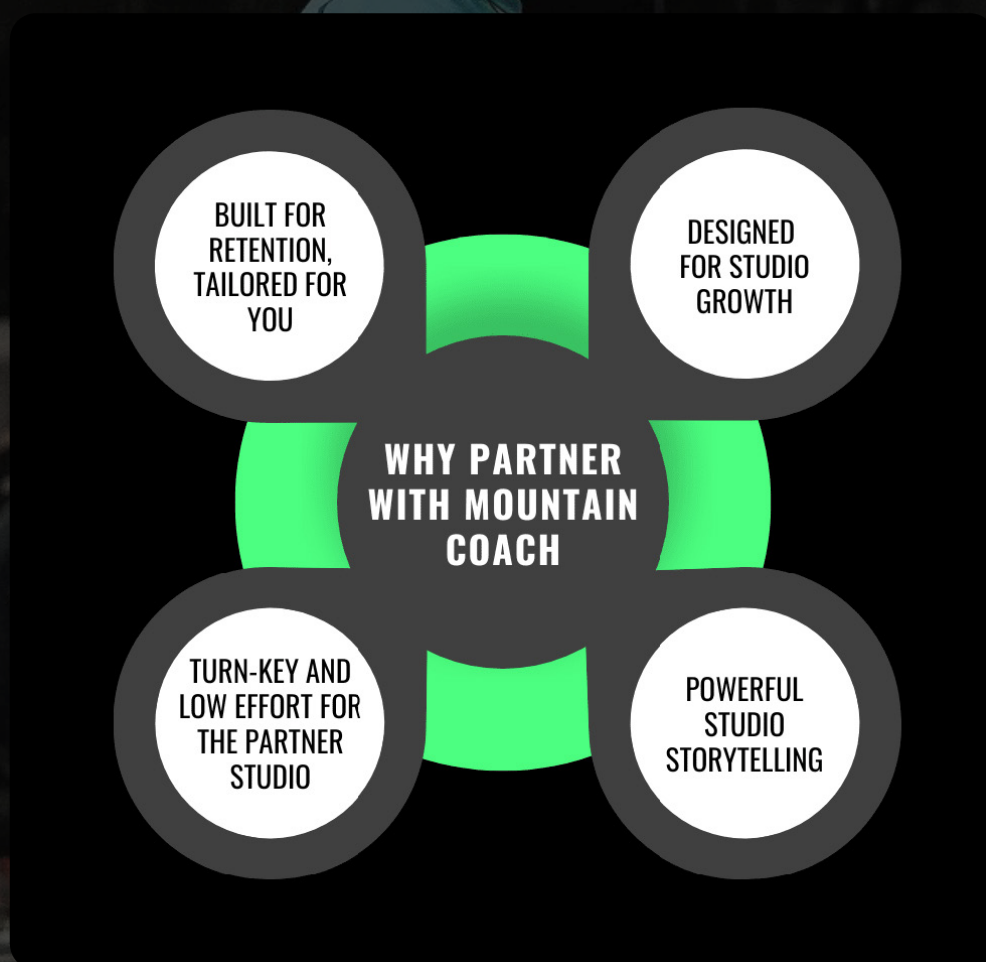 BUILT FOR
RETENTION,
TAILORED FOR
YOU
DESIGNED
FOR STUDIO
GROWTH
WHY PARTNER
WITH MOUNTAIN
COACH
TURN-KEY AND
LOW EFFORT FOR
THE PARTNER
STUDIO
POWERFUL
STUDIO
STORYTELLING